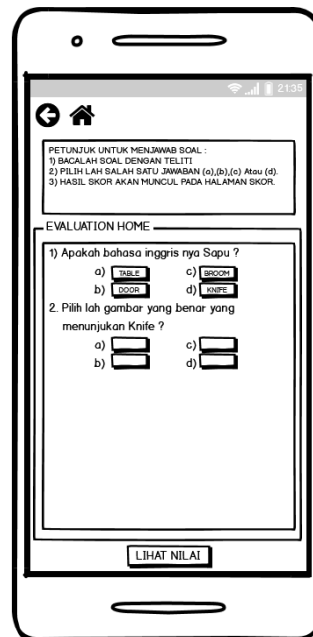 21:35
PETUNJUK UNTUK MENJAWAB SOAL :
1) BACALAH SOAL DENGAN TELITI
2) PILIH LAH SALAH SATU JAWABAN (a),(b),(c) Atau (d).
3) HASIL SKOR AKAN MUNCUL PADA HALAMAN SKOR.
EVALUATION HOME
1) Apakah bahasa inggris nya Sapu ?
a) TABLE c) BROOM
b) DOOR d) KNIFE
2. Pilih lah gambar yang benar yang
menunjukan Knife ?
a) c)
b) d)
LIHAT NILAI